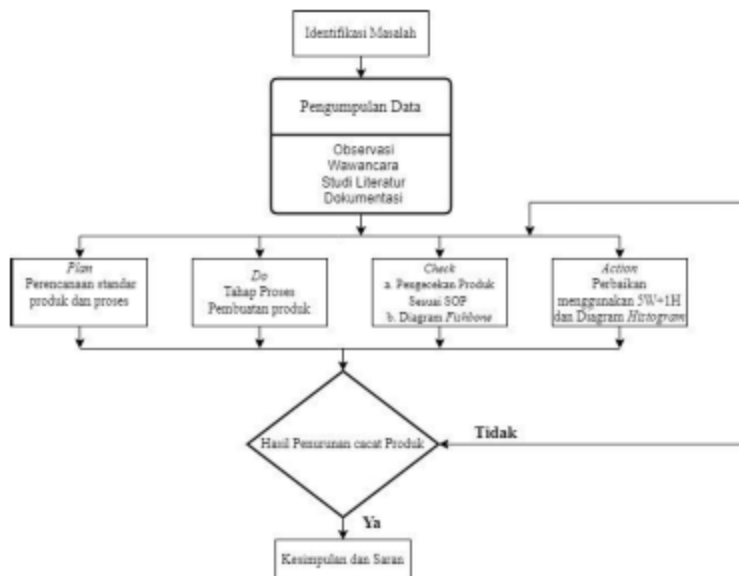 Identifikasi Masalah
Pengumpulan Data
Observasi
Wawancara
Studi Literatur
Dokumentasi
Plan
Perencanaan standar
produk dan proses
Do
Tahap Proses
Pembuatan produk
Check
a. Pengecekan Produk
Sesuai SOP
b. Diagram Fishbone
Action
Perbaikan
menggunakan 5W+1H
dan Diagram Histogram
Hasil Penurunan cacat Produk
Tidak
Ya
Kesimpulan dan Saran